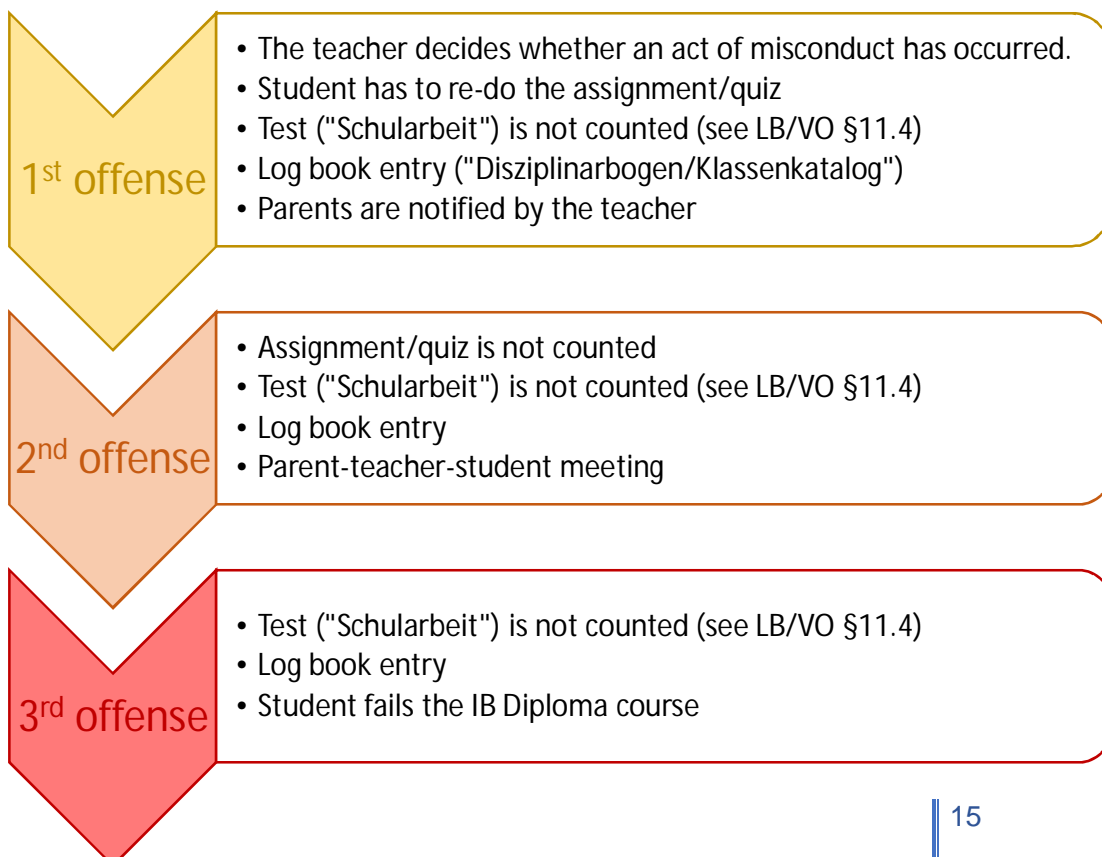 1st offense
• The teacher decides whether an act of misconduct has occurred.
• Student has to re-do the assignment/quiz
• Test ("Schularbeit") is not counted (see LB/VO §11.4)
• Log book entry ("Disziplinarbogen/Klassenkatalog")
• Parents are notified by the teacher
2nd offense
• Assignment/quiz is not counted
• Test ("Schularbeit") is not counted (see LB/VO §11.4)
• Log book entry
• Parent-teacher-student meeting
3rd offense
• Test ("Schularbeit") is not counted (see LB/VO §11.4)
• Log book entry
• Student fails the IB Diploma course
15